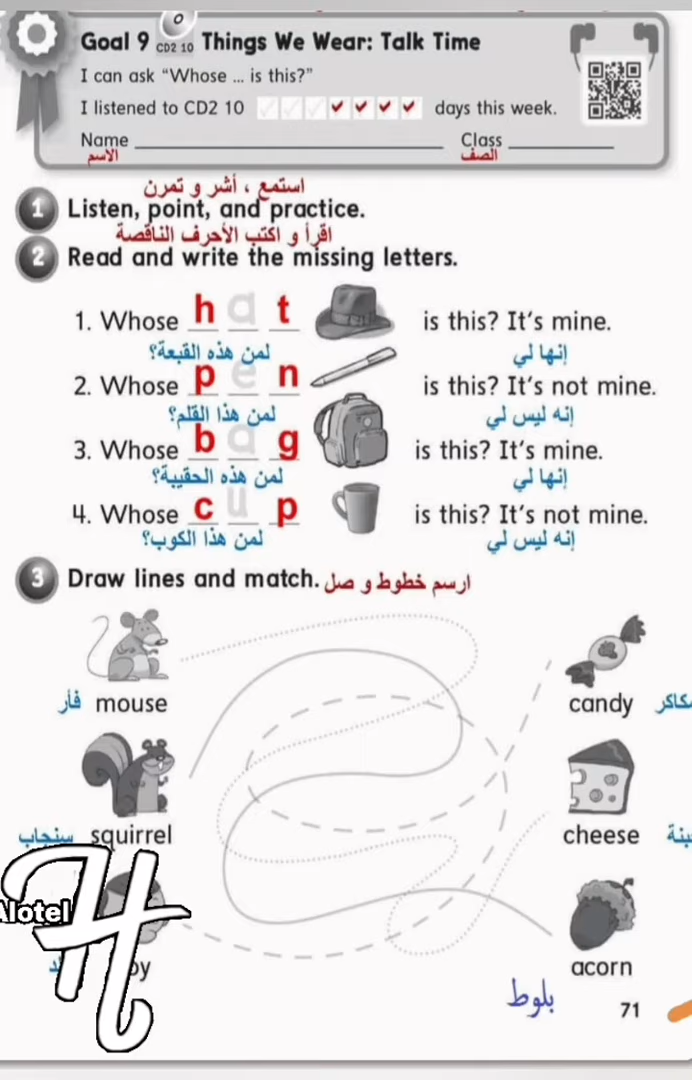 Goal 9 CD2 10 Things We Wear: Talk Time
I can ask “Whose ... is this?”
I listened to CD2 10 days this week.
Name Class
الاسم الصف
استمع ، أشر و تمرن
1 Listen, point, and practice.
اقرأ و اكتب الأحرف الناقصة
2 Read and write the missing letters.
1. Whose h a t is this? It's mine.
لمن هذه القبعة؟ إنها لي
2. Whose p e n is this? It's not mine.
لمن هذا القلم؟ إنه ليس لي
3. Whose b a g is this? It's mine.
لمن هذه الحقيبة؟ إنها لي
4. Whose c u p is this? It's not mine.
لمن هذا الكوب؟ إنه ليس لي
3 Draw lines and match. ارسم خطوط و صل
فأر mouse candy
سنجاب squirrel cheese
Alotel H
acorn
بلوط 71